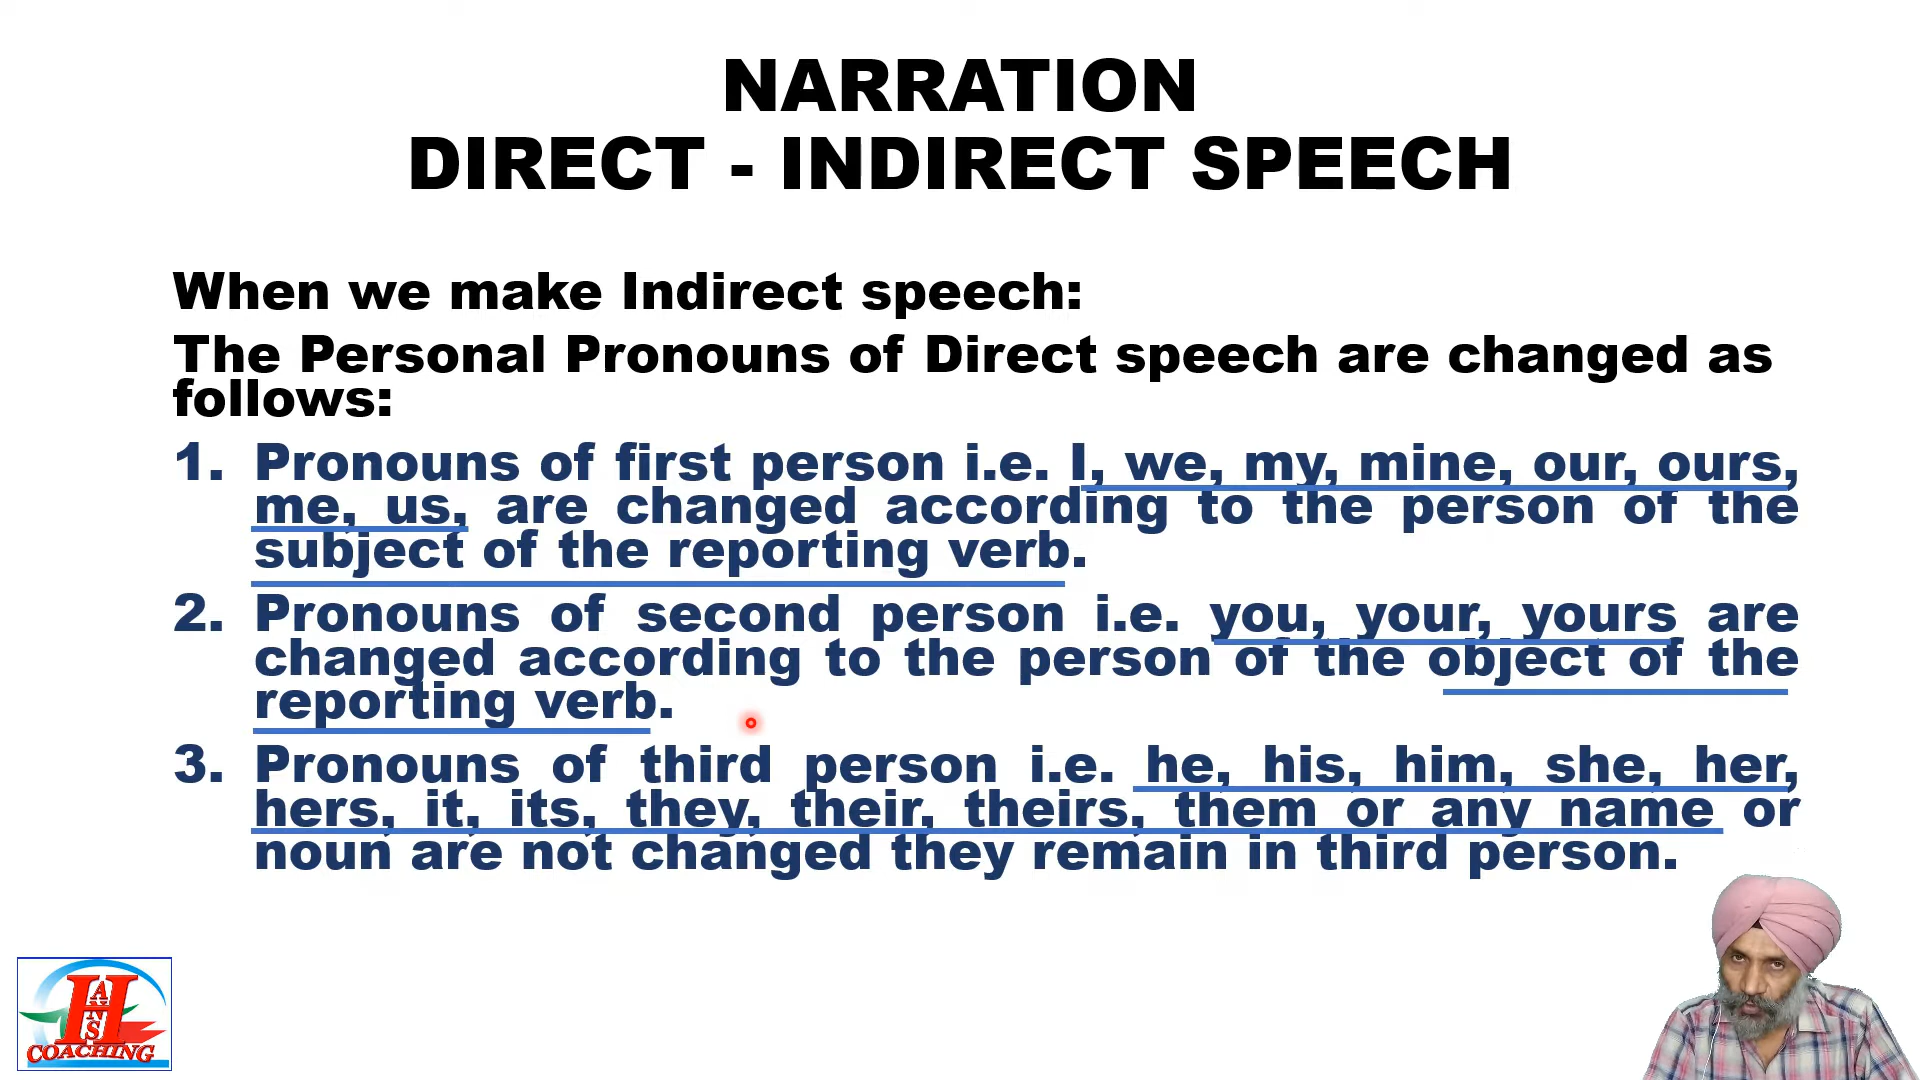 NARRATION
DIRECT - INDIRECT SPEECH
When we make Indirect speech:
The Personal Pronouns of Direct speech are changed as
follows:
1. Pronouns of first person i.e. I, we, my, mine, our, ours,
me, us, are changed according to the person of the
subject of the reporting verb.
2. Pronouns of second person i.e. you, your, yours are
changed according to the person of the object of the
reporting verb.
3. Pronouns of third person i.e. he, his, him, she, her,
hers, it, its, they, their, theirs, them or any name or
noun are not changed they remain in third person.
H
COACHING